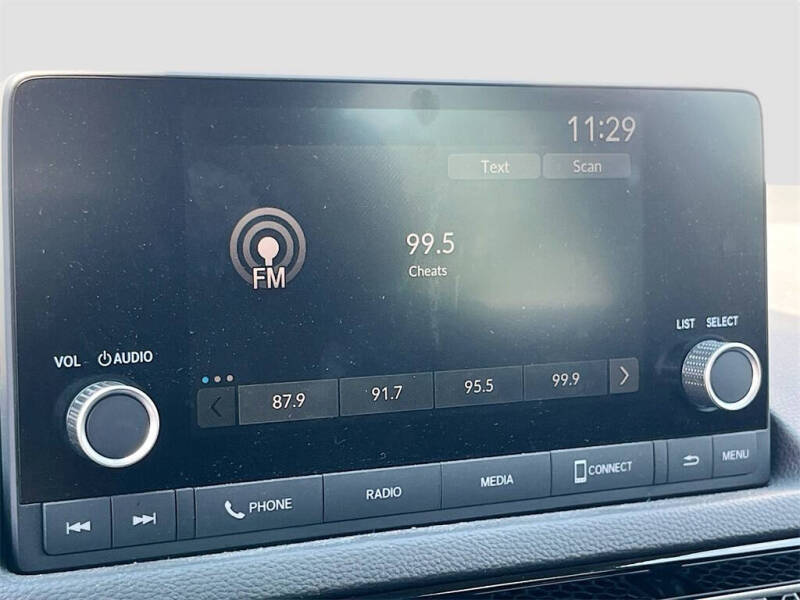 11:29
Text Scan
FM
99.5
Cheats
LIST SELECT
VOL AUDIO
87.9 91.7 95.5 99.9
PHONE RADIO MEDIA CONNECT MENU